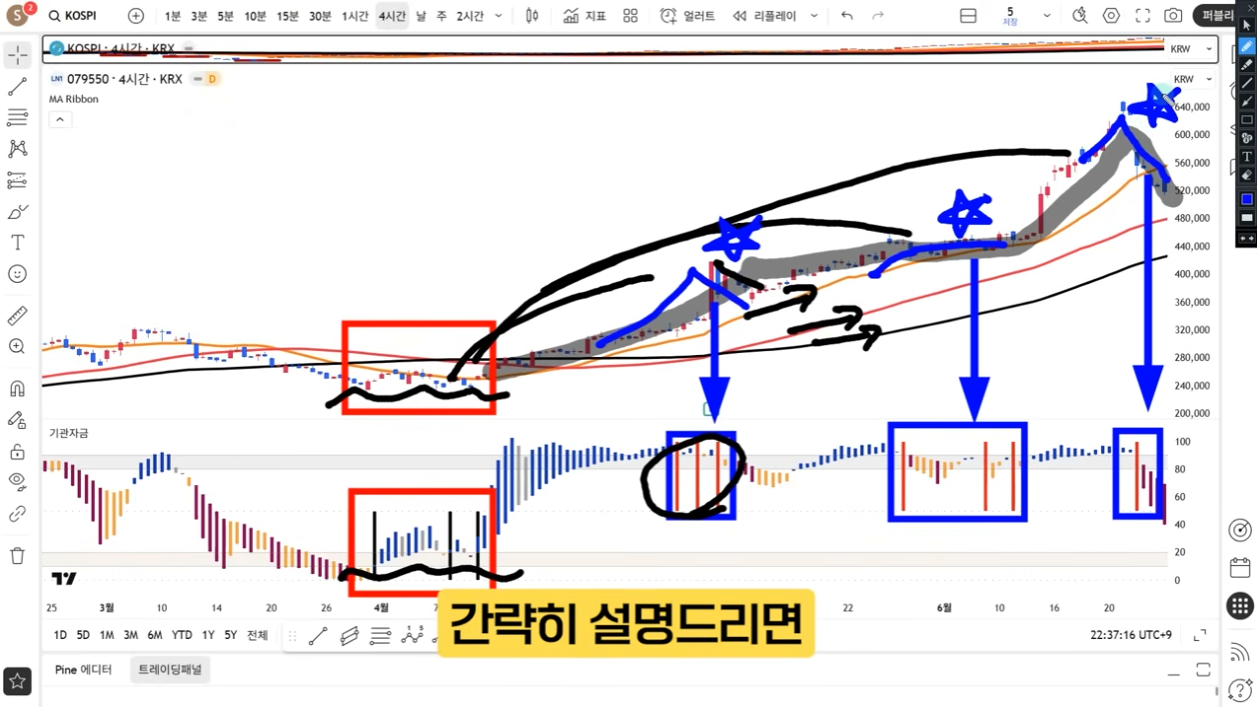 S 2 KOSPI 1분 3분 5분 10분 15분 30분 1시간 4시간 날 주 2시간 지표 얼러트 리플레이 5 저장 퍼블리
KOSPI · 4시간 · KRX KRW
LN1 079550 · 4시간 · KRX D KRW
MA Ribbon
640,000
600,000
560,000
520,000
480,000
440,000
400,000
360,000
320,000
280,000
240,000
200,000
기관자금
100
80
60
40
20
0
25 3월 10 14 20 26 4월 22 6월 10 16 20
간략히 설명드리면
1D 5D 1M 3M 6M YTD 1Y 5Y 전체 22:37:16 UTC+9
Pine 에디터 트레이딩패널